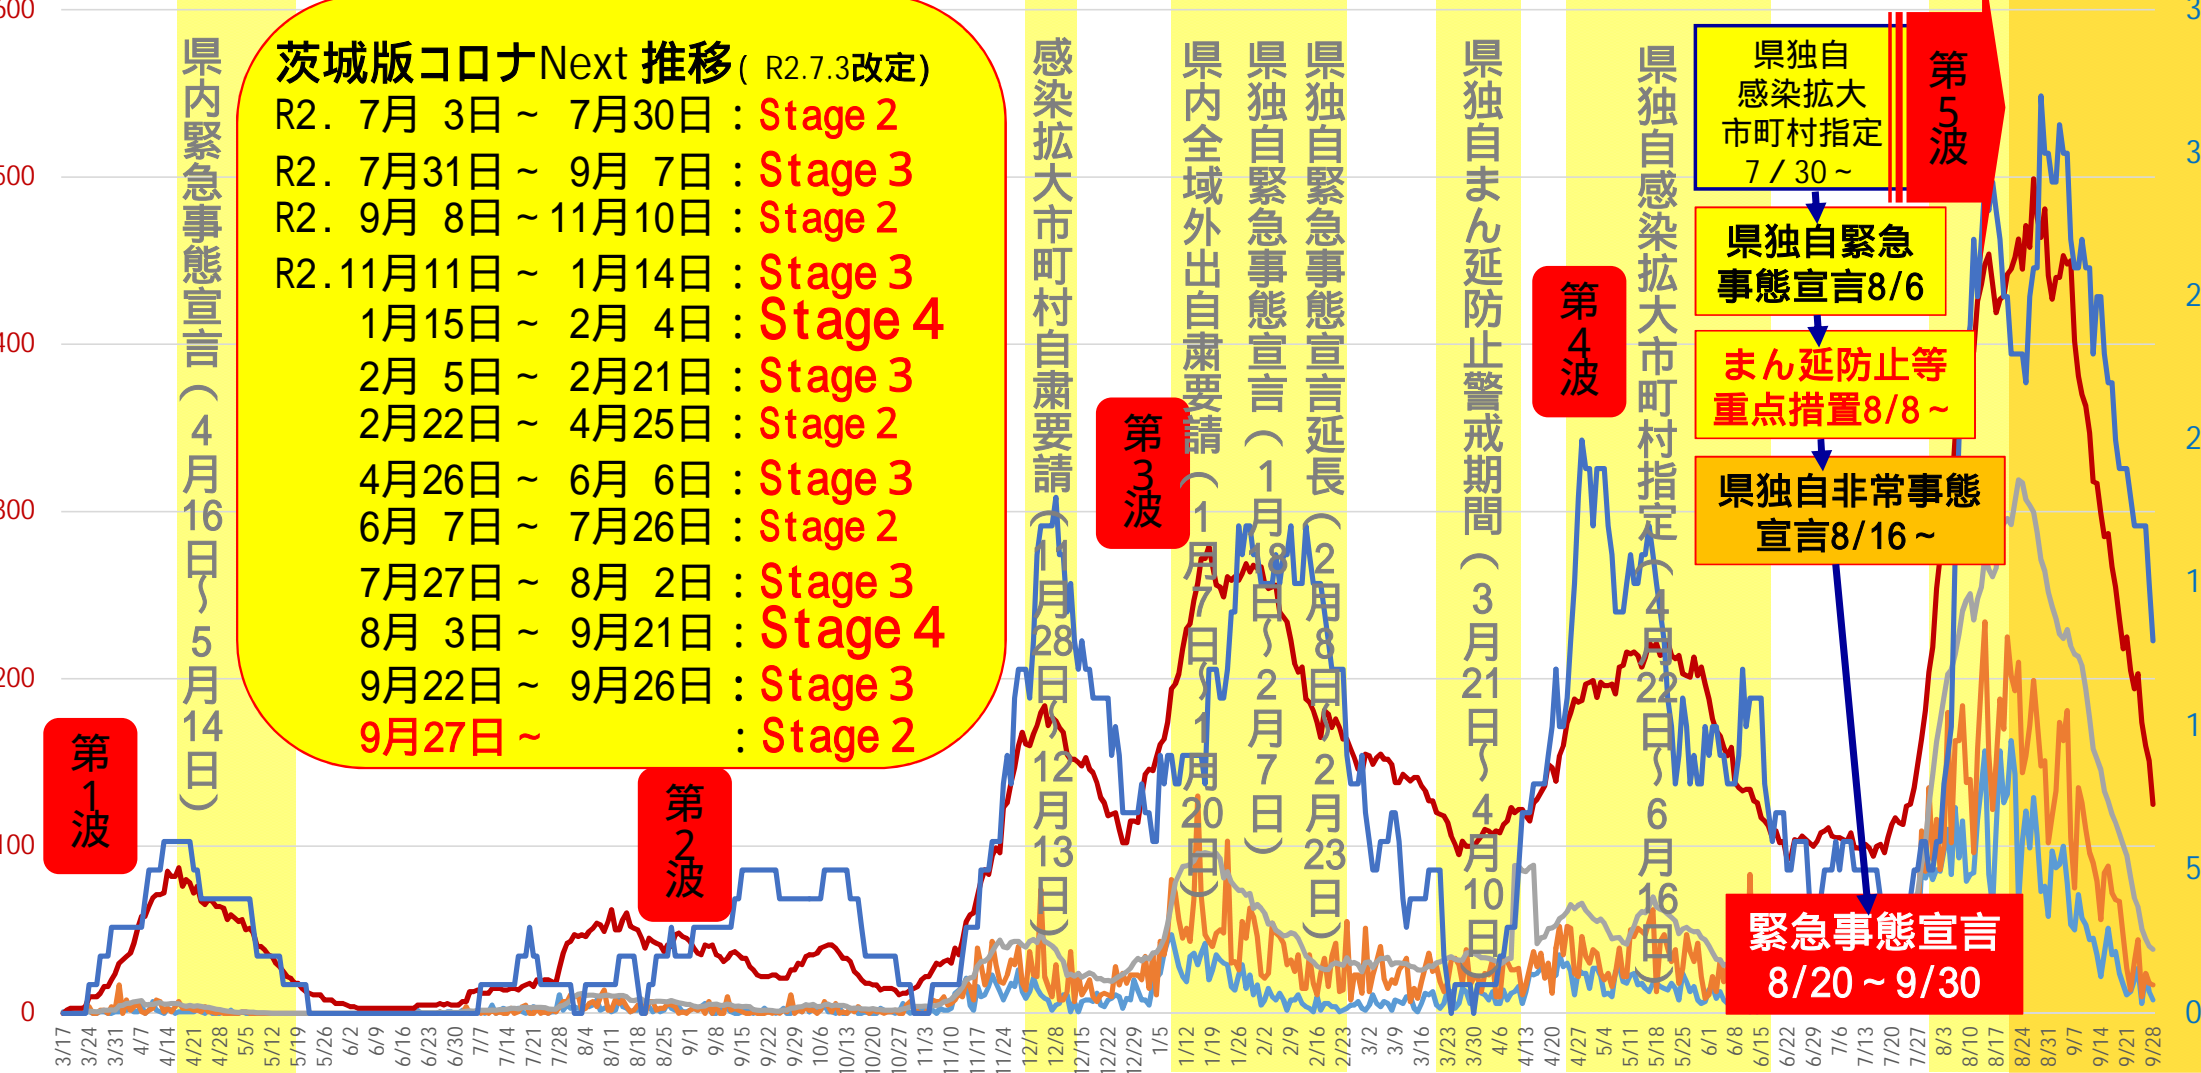 茨城版コロナNext 推移( R2.7.3改定)
R2. 7月 3日~ 7月30日:Stage 2
R2. 7月31日~ 9月 7日:Stage 3
R2. 9月 8日~11月10日:Stage 2
R2.11月11日~ 1月14日:Stage 3
1月15日~ 2月 4日:Stage 4
2月 5日~ 2月21日:Stage 3
2月22日~ 4月25日:Stage 2
4月26日~ 6月 6日:Stage 3
6月 7日~ 7月26日:Stage 2
7月27日~ 8月 2日:Stage 3
8月 3日~ 9月21日:Stage 4
9月22日~ 9月26日:Stage 3
9月27日~ :Stage 2
県内緊急事態宣言(4月16日~5月14日)
感染拡大市町村自粛要請(11月28日~12月13日)
県内全域外出自粛要請(1月7日~1月20日)
県独自緊急事態宣言(1月18日~2月7日)
県独自緊急事態宣言延長(2月8日~2月23日)
県独自まん延防止警戒期間(3月21日~4月10日)
県独自感染拡大市町村指定(4月22日~6月16日)
第1波
第2波
第3波
第4波
第5波
県独自
感染拡大
市町村指定
7/30~
県独自緊急
事態宣言8/6
まん延防止等
重点措置8/8~
県独自非常事態
宣言8/16~
緊急事態宣言
8/20~9/30
600
500
400
300
200
100
0
3
3
2
2
1
1
5
0
3/17
3/24
3/31
4/7
4/14
4/21
4/28
5/5
5/12
5/19
5/26
6/2
6/9
6/16
6/23
6/30
7/7
7/14
7/21
7/28
8/4
8/11
8/18
8/25
9/1
9/8
9/15
9/22
9/29
10/6
10/13
10/20
10/27
11/3
11/10
11/17
11/24
12/1
12/8
12/15
12/22
12/29
1/5
1/12
1/19
1/26
2/2
2/9
2/16
2/23
3/2
3/9
3/16
3/23
3/30
4/6
4/13
4/20
4/27
5/4
5/11
5/18
5/25
6/1
6/8
6/15
6/22
6/29
7/6
7/13
7/20
7/27
8/3
8/10
8/17
8/24
8/31
9/7
9/14
9/21
9/28